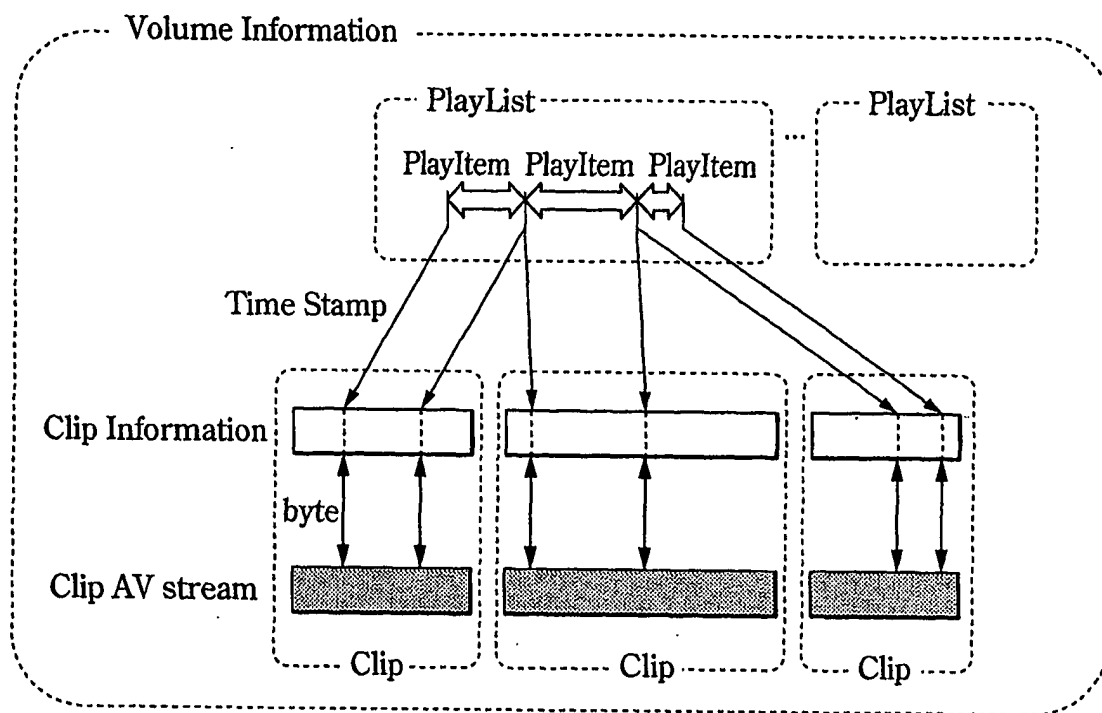 Volume Information
PlayList
...
PlayList
PlayItem PlayItem PlayItem
Time Stamp
Clip Information
byte
Clip AV stream
Clip
Clip
Clip